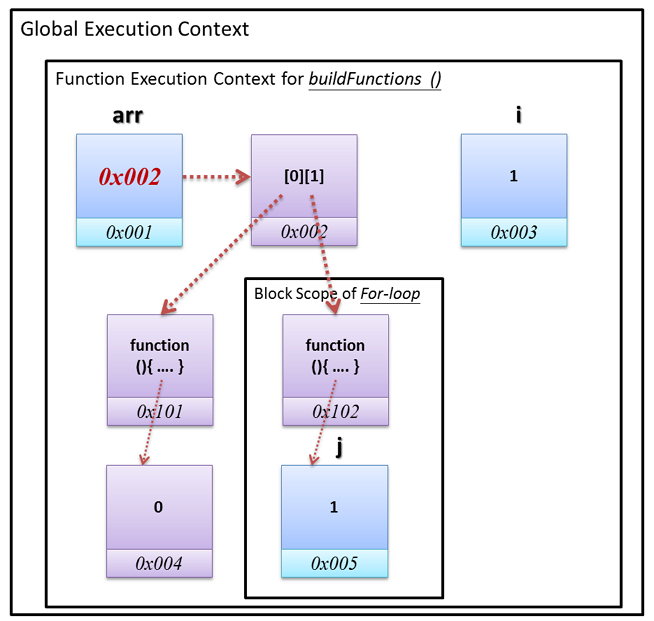 Global Execution Context
Function Execution Context for buildFunctions ()
arr
i
0x002
[0][1]
1
0x001
0x002
0x003
Block Scope of For-loop
function
(){ .... }
function
(){ .... }
0x101
0x102
j
0
1
0x004
0x005